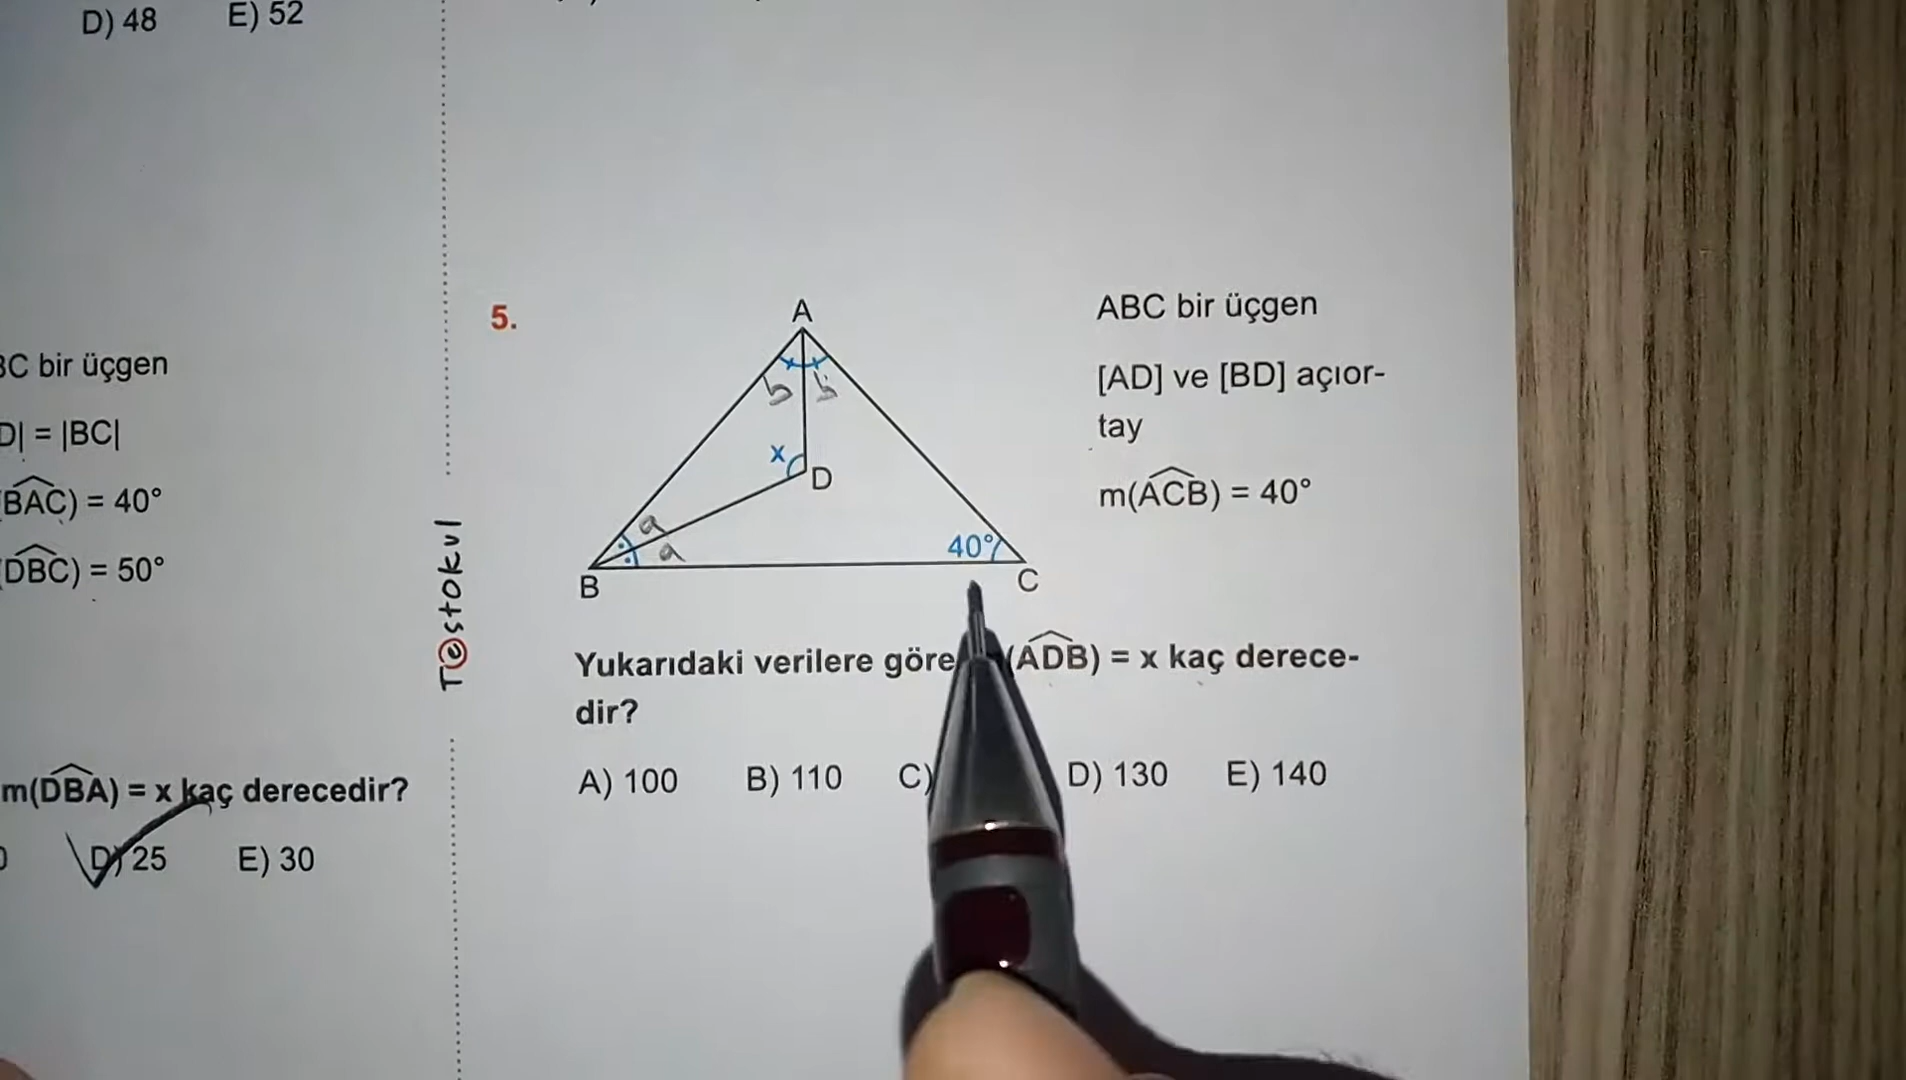 D) 48 E) 52
BC bir üçgen
D| = |BC|
BAC) = 40°
DBC) = 50°
m(DBA) = x kaç derecedir?
D) 25 E) 30
Testokul
5.
A
b b
x
D
a
a
40°
B
C
ABC bir üçgen
[AD] ve [BD] açıor-
tay
m(ACB) = 40°
Yukarıdaki verilere göre (ADB) = x kaç derece-
dir?
A) 100 B) 110 C) D) 130 E) 140